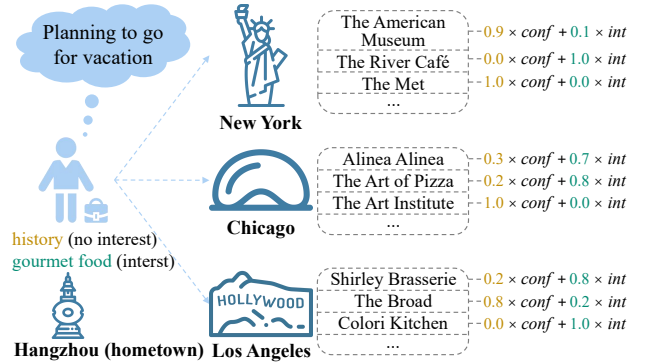 Planning to go
for vacation
history (no interest)
gourmet food (interst)
Hangzhou (hometown)
New York
The American
Museum
0.9 × conf + 0.1 × int
The River Café
0.0 × conf + 1.0 × int
The Met
1.0 × conf + 0.0 × int
...
Chicago
Alinea Alinea
0.3 × conf + 0.7 × int
The Art of Pizza
0.2 × conf + 0.8 × int
The Art Institute
1.0 × conf + 0.0 × int
...
HOLLYWOOD
Los Angeles
Shirley Brasserie
0.2 × conf + 0.8 × int
The Broad
0.8 × conf + 0.2 × int
Colori Kitchen
0.0 × conf + 1.0 × int
...